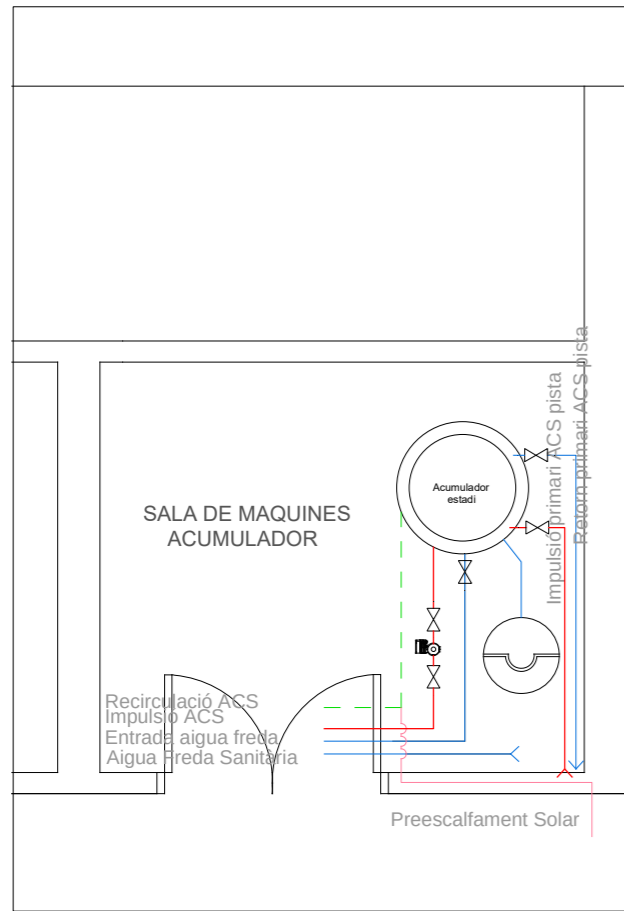 Impulsió primari ACS pista
Retorn primari ACS pista
Acumulador
estadi
SALA DE MAQUINES
ACUMULADOR
Recirculació ACS
Impulsió ACS
Entrada aigua freda
Aigua Freda Sanitària
Preescalfament Solar